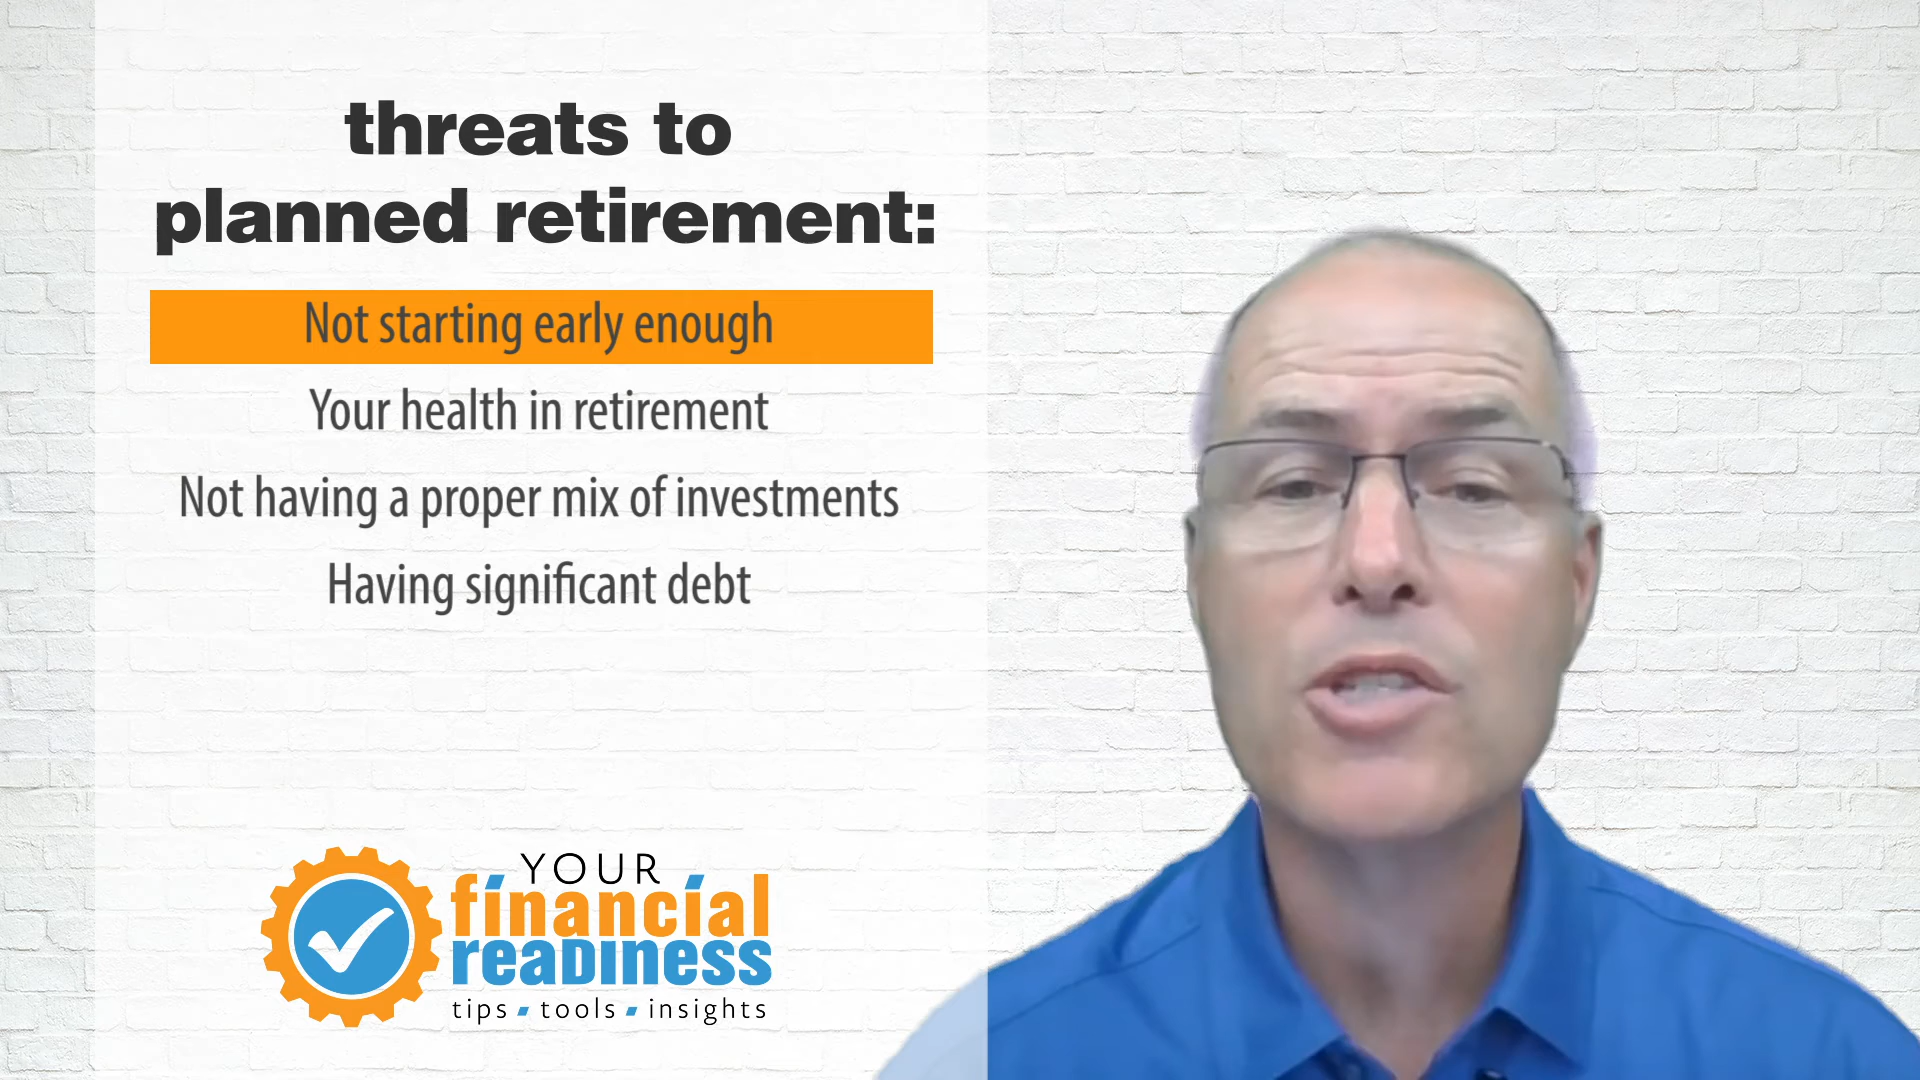 threats to
planned retirement:
Not starting early enough
Your health in retirement
Not having a proper mix of investments
Having significant debt
YOUR
financial
readiness
tips - tools - insights